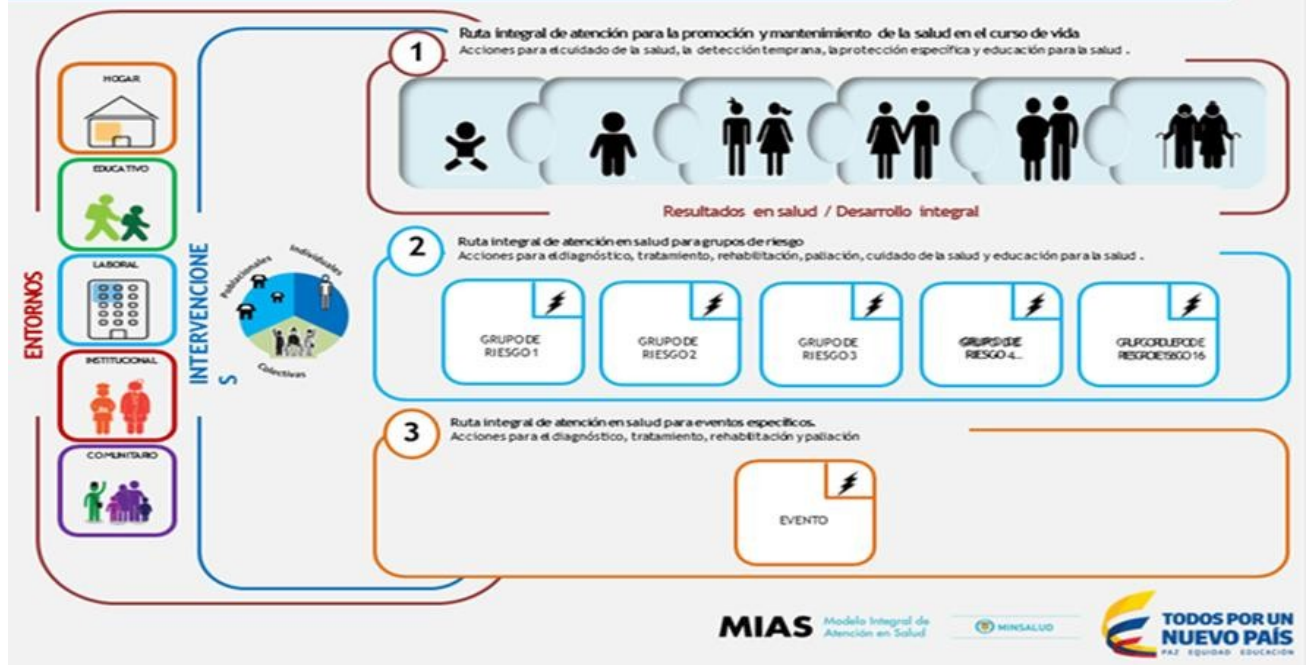 ENTORNOS
HOGAR
EDUCATIVO
LABORAL
INSTITUCIONAL
COMUNITARIO
INTERVENCIONE
S
Poblacionales
Individuales
Colectivas
1
Ruta integral de atención para la promoción y mantenimiento de la salud en el curso de vida
Acciones para el cuidado de la salud, la detección temprana, la protección específica y educación para la salud .
Resultados en salud / Desarrollo integral
2
Ruta integral de atención en salud para grupos de riesgo
Acciones para el diagnóstico, tratamiento, rehabilitación, paliación, cuidado de la salud y educación para la salud .
GRUPO DE
RIESGO 1
GRUPO DE
RIESGO 2
GRUPO DE
RIESGO 3
GRUPO DE
RIESGO 4...
3
Ruta integral de atención en salud para eventos específicos.
Acciones para el diagnóstico, tratamiento, rehabilitación y paliación
EVENTO
MIAS
Modelo Integral de
Atención en Salud
MINSALUD
TODOS POR UN
NUEVO PAÍS
PAZ EQUIDAD EDUCACIÓN